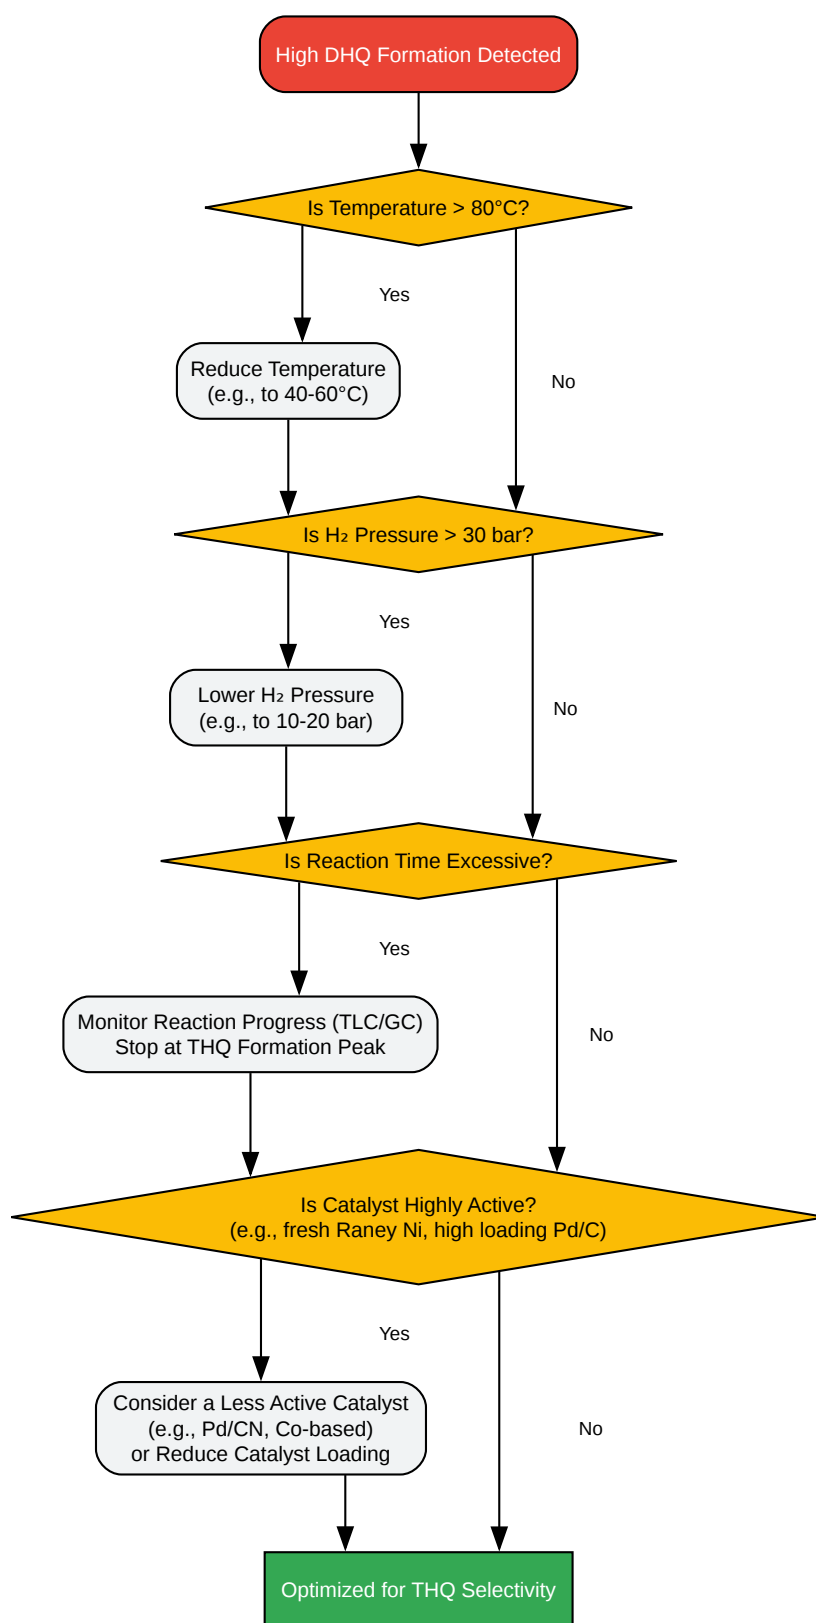 High DHQ Formation Detected
Is Temperature > 80°C?
Yes
Reduce Temperature
(e.g., to 40-60°C)
No
Is H₂ Pressure > 30 bar?
Yes
Lower H₂ Pressure
(e.g., to 10-20 bar)
No
Is Reaction Time Excessive?
Yes
Monitor Reaction Progress (TLC/GC)
Stop at THQ Formation Peak
No
Is Catalyst Highly Active?
(e.g., fresh Raney Ni, high loading Pd/C)
Yes
Consider a Less Active Catalyst
(e.g., Pd/CN, Co-based)
or Reduce Catalyst Loading
No
Optimized for THQ Selectivity